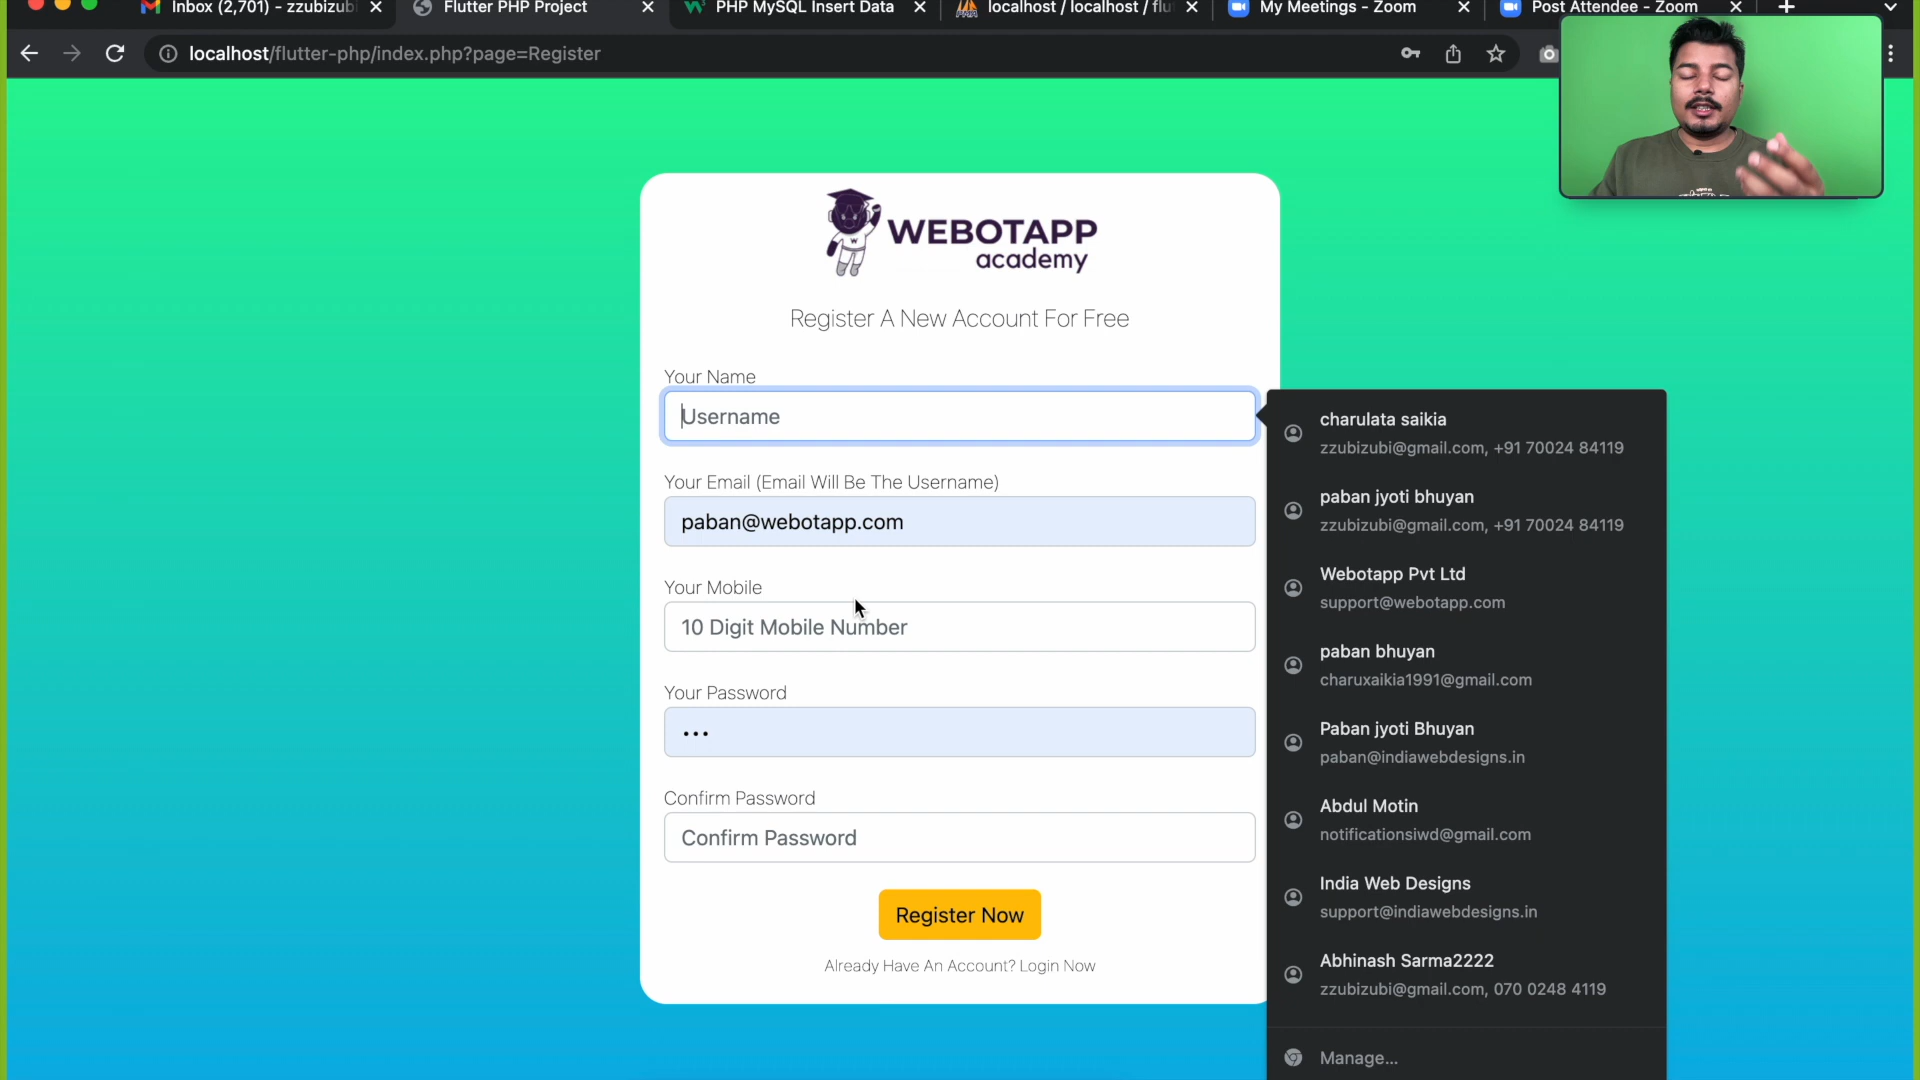 Inbox (2,701) - zzubizubi
Flutter PHP Project
PHP MySQL Insert Data
localhost / localhost / flu
My Meetings - Zoom
Post Attendee - Zoom
localhost/flutter-php/index.php?page=Register
WEBOTAPP
academy
Register A New Account For Free
Your Name
Username
Your Email (Email Will Be The Username)
paban@webotapp.com
Your Mobile
10 Digit Mobile Number
Your Password
Confirm Password
Confirm Password
Register Now
Already Have An Account? Login Now
charulata saikia
zzubizubi@gmail.com, +91 70024 84119
paban jyoti bhuyan
zzubizubi@gmail.com, +91 70024 84119
Webotapp Pvt Ltd
support@webotapp.com
paban bhuyan
charuxaikia1991@gmail.com
Paban jyoti Bhuyan
paban@indiawebdesigns.in
Abdul Motin
notificationsiwd@gmail.com
India Web Designs
support@indiawebdesigns.in
Abhinash Sarma2222
zzubizubi@gmail.com, 070 0248 4119
Manage...